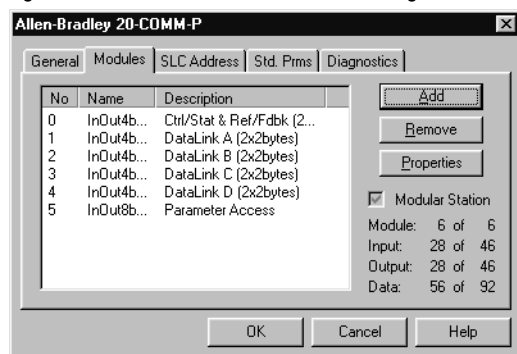 Allen-Bradley 20-COMM-P
General Modules SLC Address Std. Prms Diagnostics
No Name Description
0 InOut4b... Ctrl/Stat & Ref/Fdbk (2...
1 InOut4b... DataLink A (2x2bytes)
2 InOut4b... DataLink B (2x2bytes)
3 InOut4b... DataLink C (2x2bytes)
4 InOut4b... DataLink D (2x2bytes)
5 InOut8b... Parameter Access
Add
Remove
Properties
Modular Station
Module: 6 of 6
Input: 28 of 46
Output: 28 of 46
Data: 56 of 92
OK Cancel Help